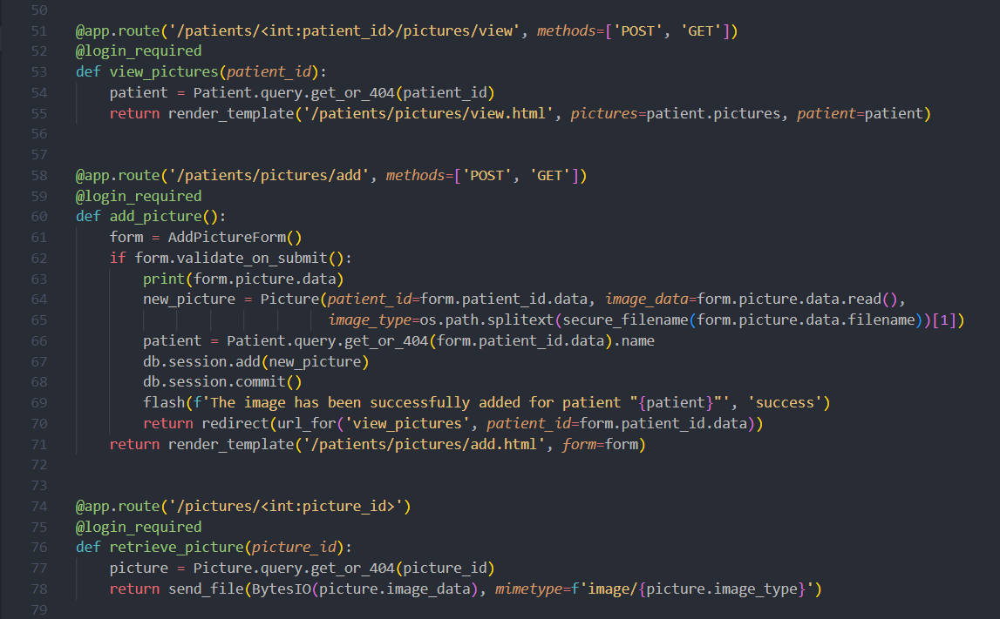 50
51 @app.route('/patients/<int:patient_id>/pictures/view', methods=['POST', 'GET'])
52 @login_required
53 def view_pictures(patient_id):
54     patient = Patient.query.get_or_404(patient_id)
55     return render_template('/patients/pictures/view.html', pictures=patient.pictures, patient=patient)
56
57
58 @app.route('/patients/pictures/add', methods=['POST', 'GET'])
59 @login_required
60 def add_picture():
61     form = AddPictureForm()
62     if form.validate_on_submit():
63         print(form.picture.data)
64         new_picture = Picture(patient_id=form.patient_id.data, image_data=form.picture.data.read(),
65                               image_type=os.path.splitext(secure_filename(form.picture.data.filename))[1])
66         patient = Patient.query.get_or_404(form.patient_id.data).name
67         db.session.add(new_picture)
68         db.session.commit()
69         flash(f'The image has been successfully added for patient "{patient}"', 'success')
70         return redirect(url_for('view_pictures', patient_id=form.patient_id.data))
71     return render_template('/patients/pictures/add.html', form=form)
72
73
74 @app.route('/pictures/<int:picture_id>')
75 @login_required
76 def retrieve_picture(picture_id):
77     picture = Picture.query.get_or_404(picture_id)
78     return send_file(BytesIO(picture.image_data), mimetype=f'image/{picture.image_type}')
79